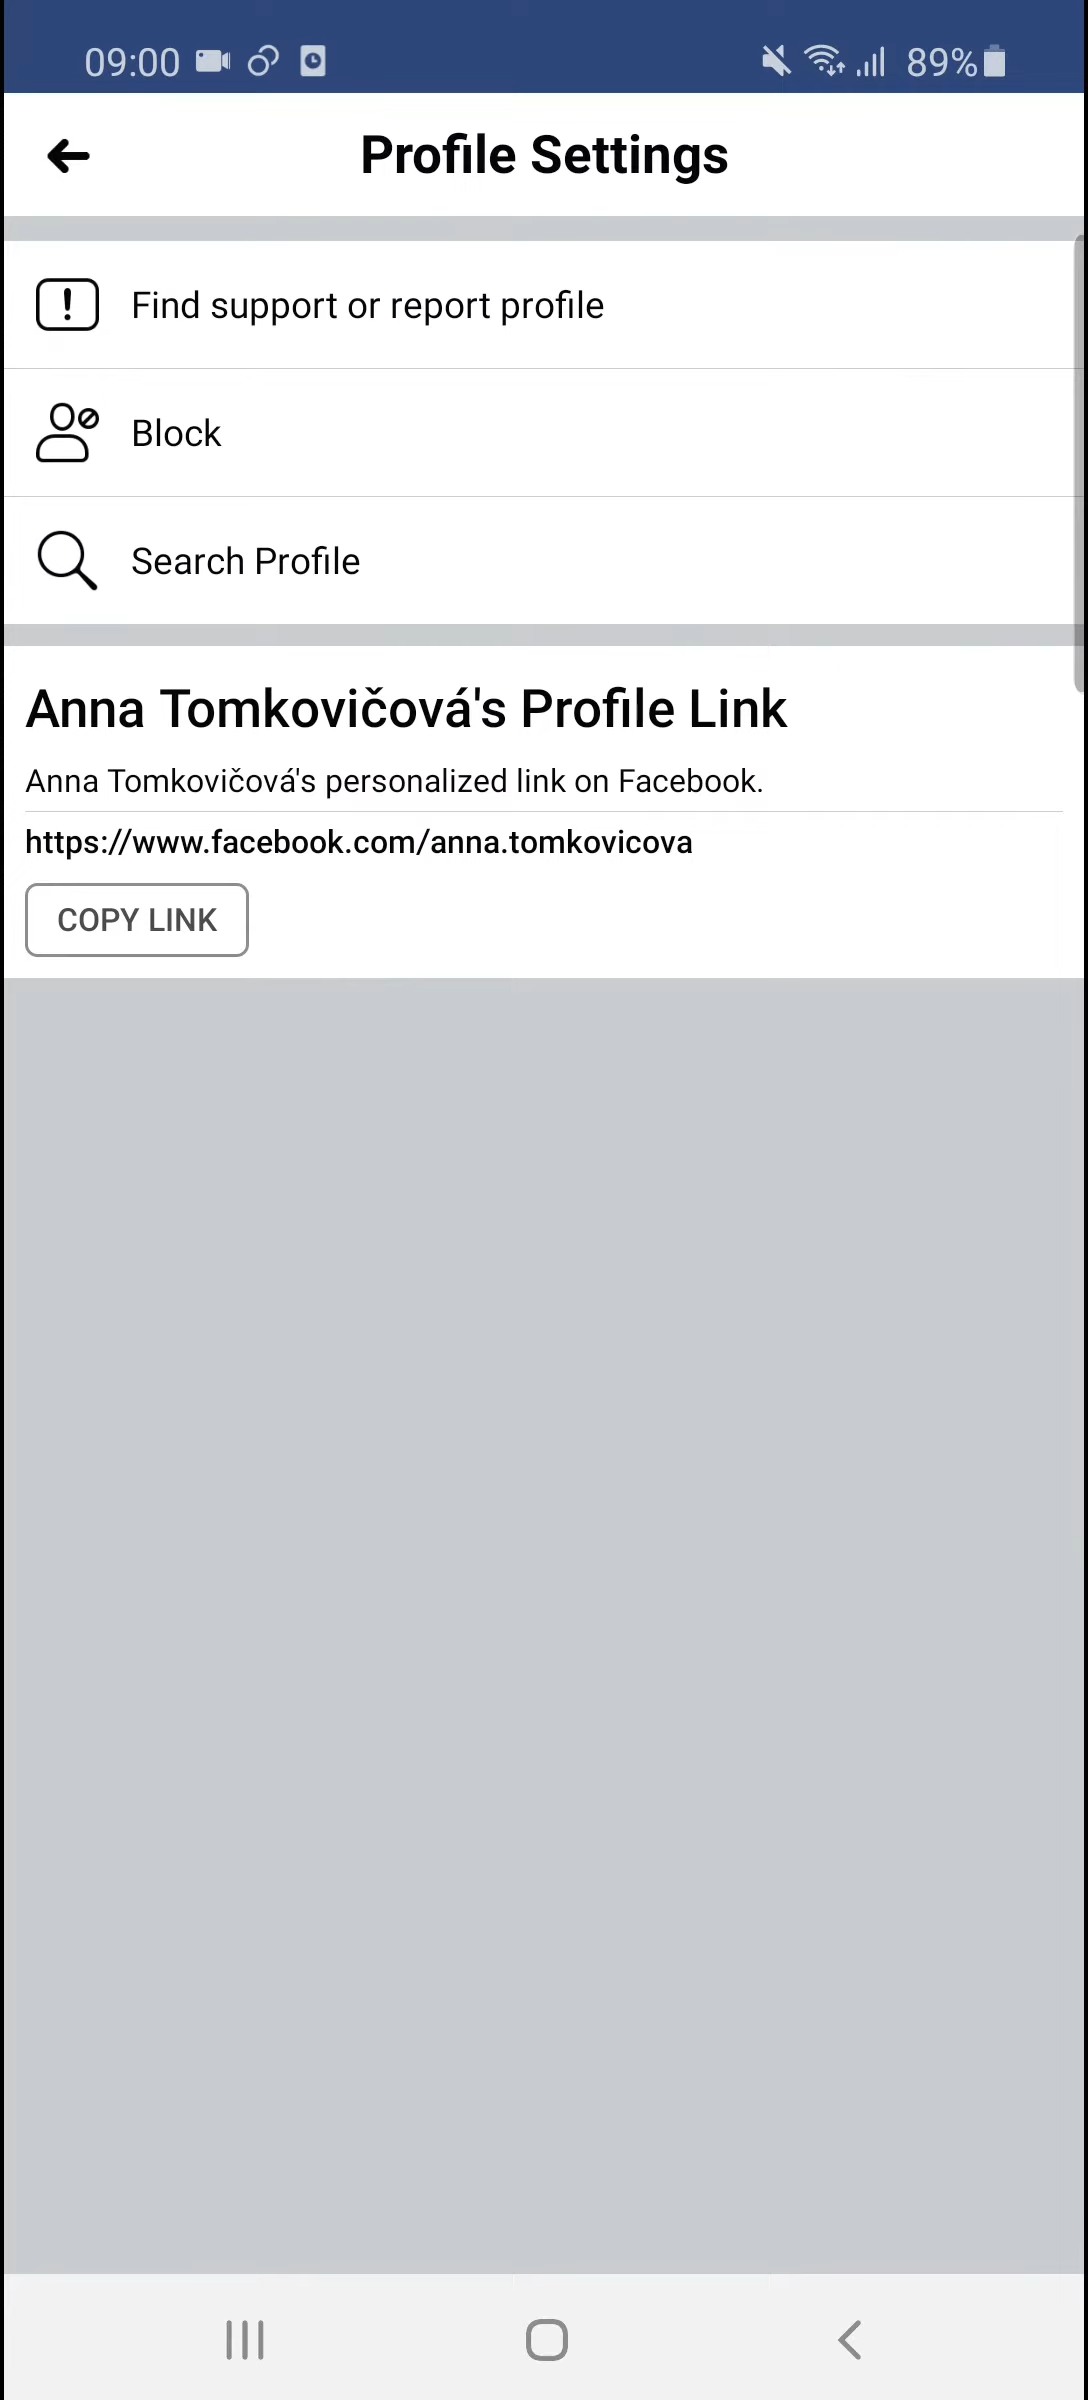 09:00
89%
Profile Settings
Find support or report profile
Block
Search Profile
Anna Tomkovičová's Profile Link
Anna Tomkovičová's personalized link on Facebook.
https://www.facebook.com/anna.tomkovicova
COPY LINK